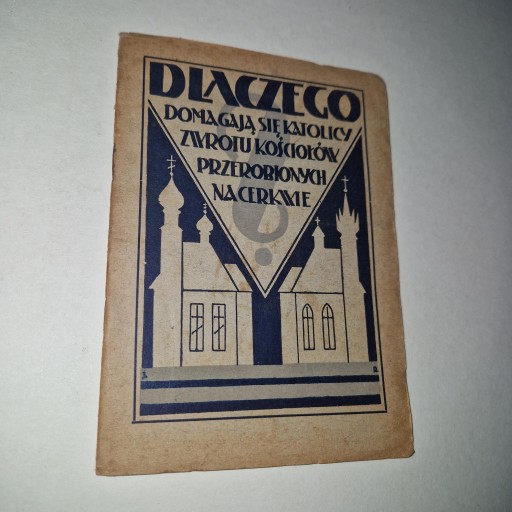 DLACZEGO
DOMAGAJĄ SIĘ KATOLICY
ZWROTU KOŚCIOŁÓW
PRZEROBIONYCH
NA CERKWIE
?